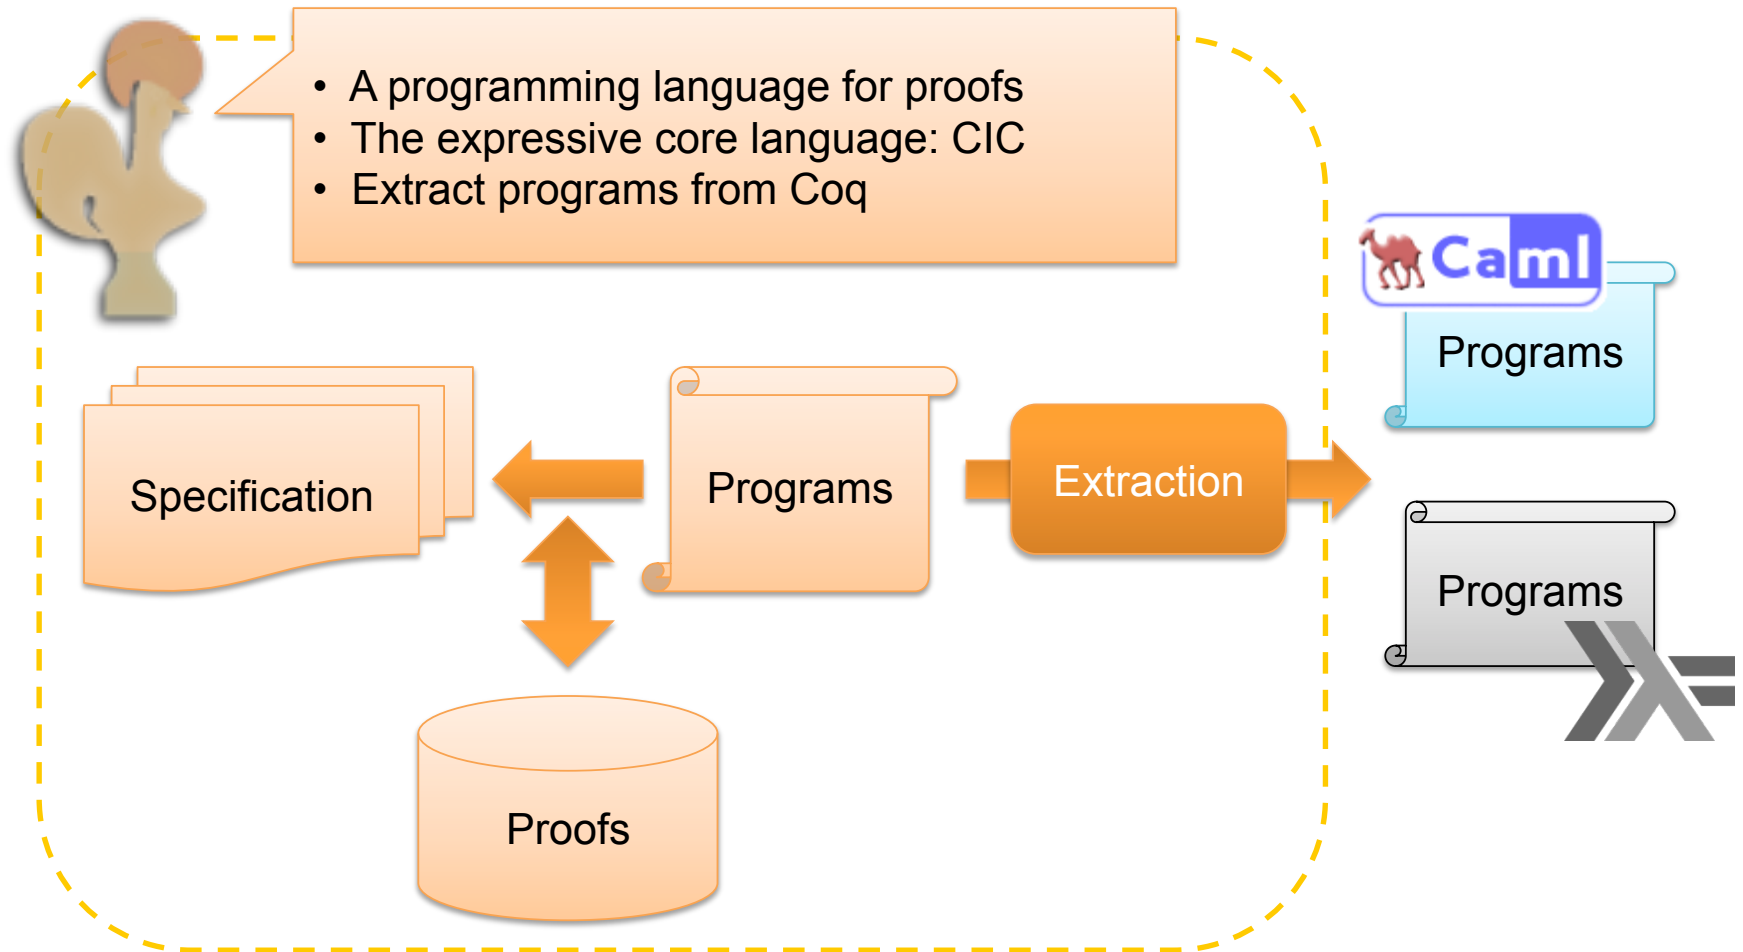 • A programming language for proofs
• The expressive core language: CIC
• Extract programs from Coq
Caml
Programs
Specification
Programs
Extraction
Programs
Proofs